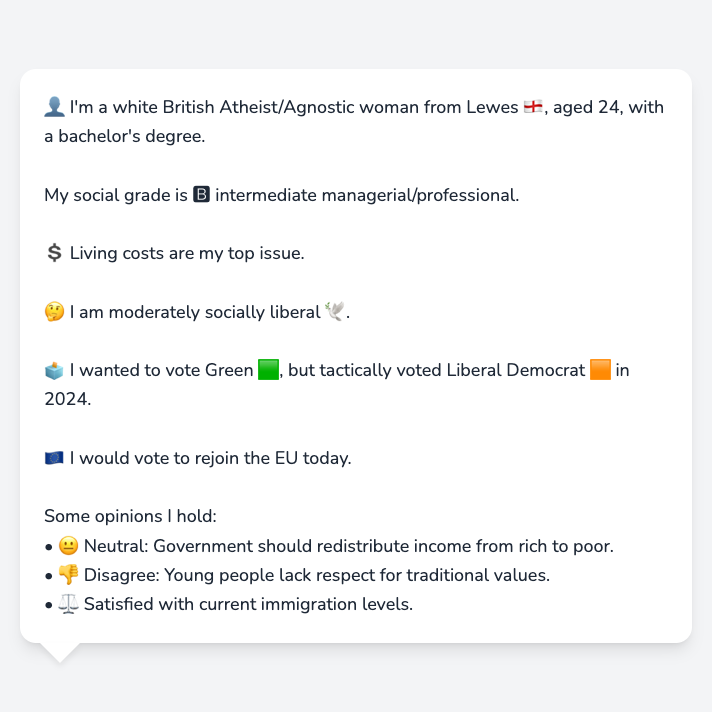 👤 I'm a white British Atheist/Agnostic woman from Lewes 🏴󠁧󠁢󠁥󠁮󠁧󠁿, aged 24, with
a bachelor's degree.
My social grade is 🅱 intermediate managerial/professional.
💲 Living costs are my top issue.
🤔 I am moderately socially liberal 🕊️.
🗳️ I wanted to vote Green 🟩, but tactically voted Liberal Democrat 🟧 in
2024.
🇪🇺 I would vote to rejoin the EU today.
Some opinions I hold:
• 😐 Neutral: Government should redistribute income from rich to poor.
• 👎 Disagree: Young people lack respect for traditional values.
• ⚖️ Satisfied with current immigration levels.